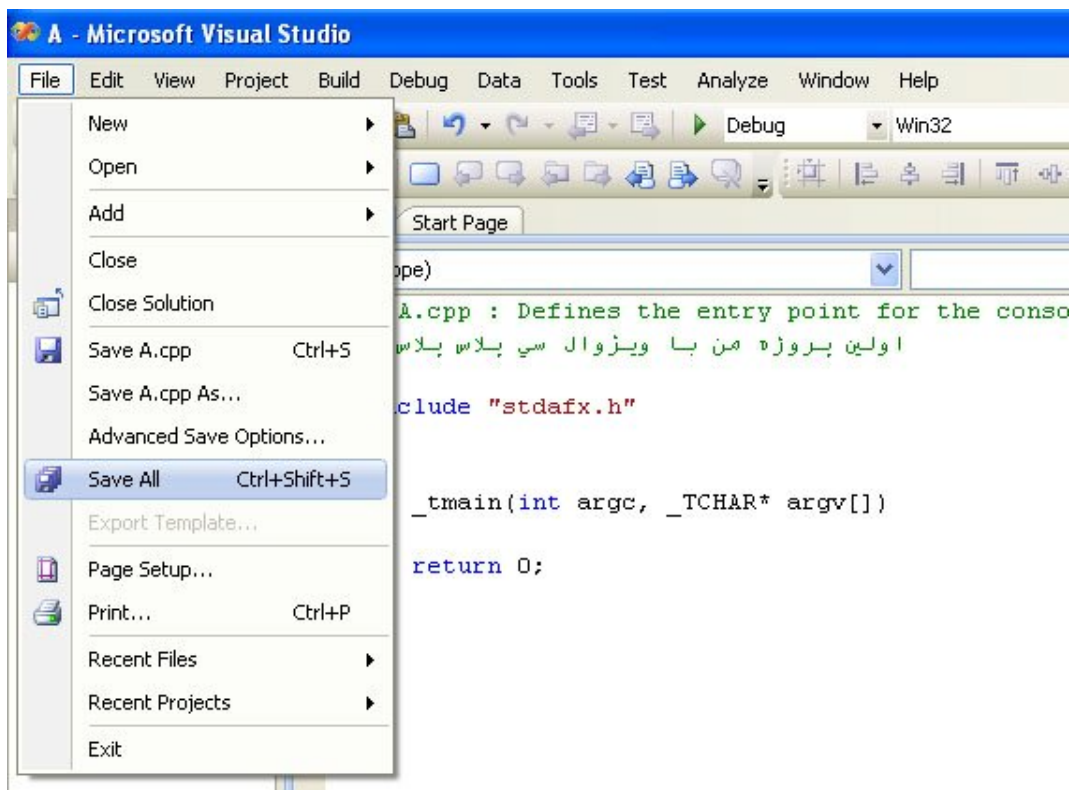 A - Microsoft Visual Studio
File Edit View Project Build Debug Data Tools Test Analyze Window Help
Debug Win32
New
Open
Add
Close
Close Solution
Save A.cpp Ctrl+S
Save A.cpp As...
Advanced Save Options...
Save All Ctrl+Shift+S
Export Template...
Page Setup...
Print... Ctrl+P
Recent Files
Recent Projects
Exit
Start Page
ope)
A.cpp : Defines the entry point for the conso
اولين پروژه من با ويژوال سي پلاس پلاس
clude "stdafx.h"
_tmain(int argc, _TCHAR* argv[])
return 0;